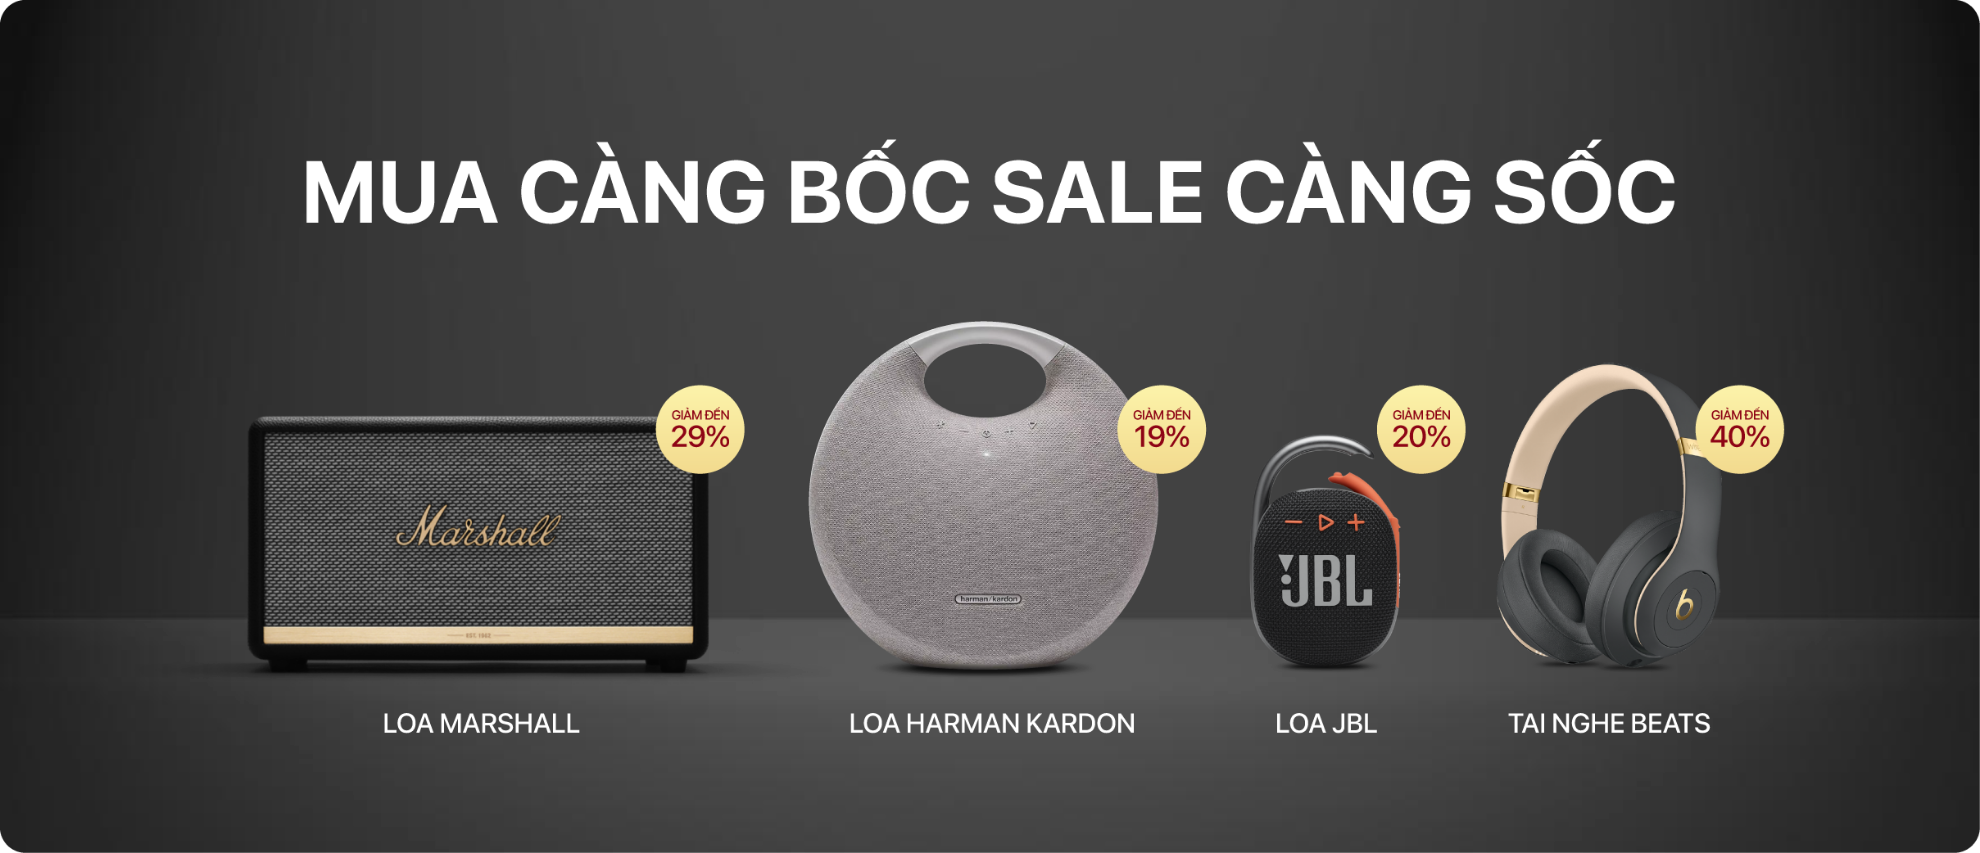 MUA CÀNG BỐC SALE CÀNG SỐC
GIẢM ĐẾN
29%
Marshall
LOA MARSHALL
GIẢM ĐẾN
19%
harman/kardon
LOA HARMAN KARDON
GIẢM ĐẾN
20%
JBL
LOA JBL
GIẢM ĐẾN
40%
b
TAI NGHE BEATS